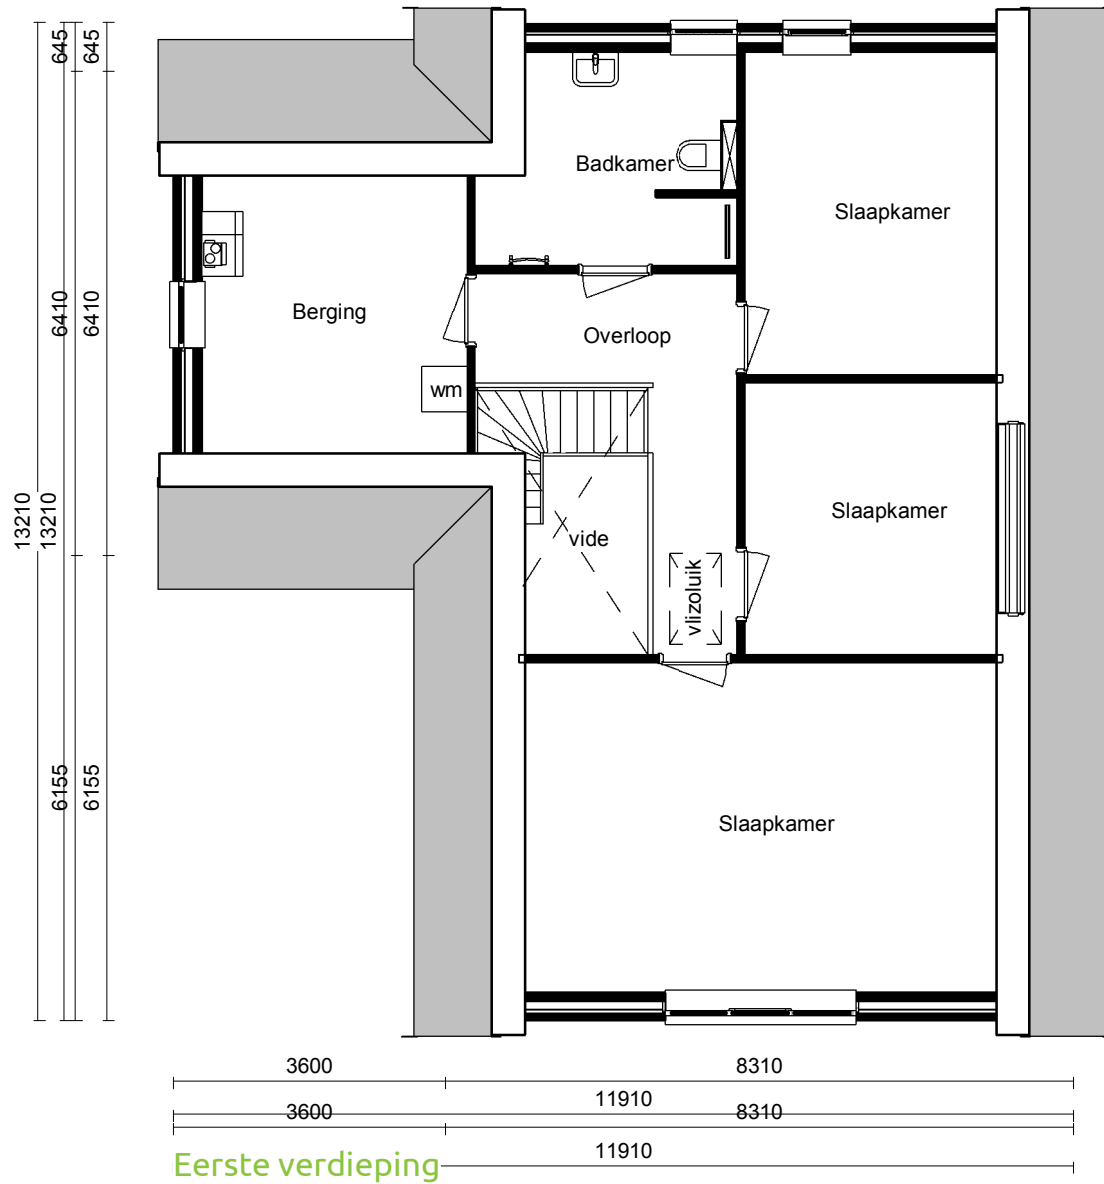 645
645
Badkamer
Slaapkamer
Berging
6410
6410
Overloop
wm
13210
13210
Slaapkamer
vide
vlizoluik
6155
6155
Slaapkamer
3600
8310
11910
3600
8310
11910
Eerste verdieping